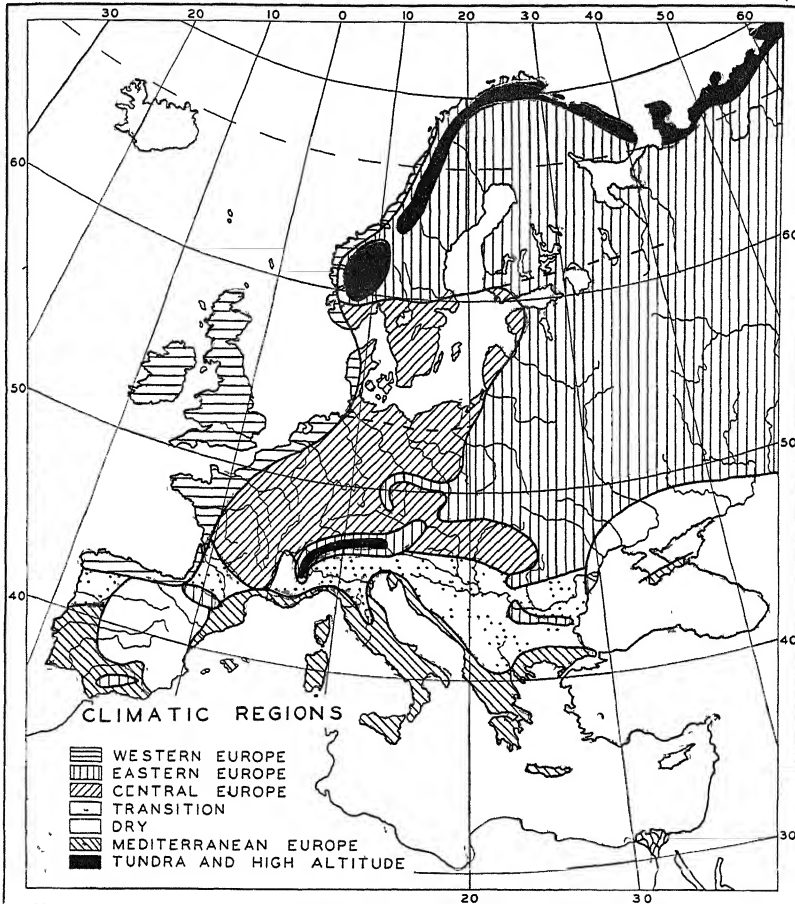 30 20 10 0 10 20 30 40 50 60
60
60
50
50
40
40
CLIMATIC REGIONS
WESTERN EUROPE
EASTERN EUROPE
CENTRAL EUROPE
TRANSITION
DRY
MEDITERRANEAN EUROPE
TUNDRA AND HIGH ALTITUDE
30
20 30